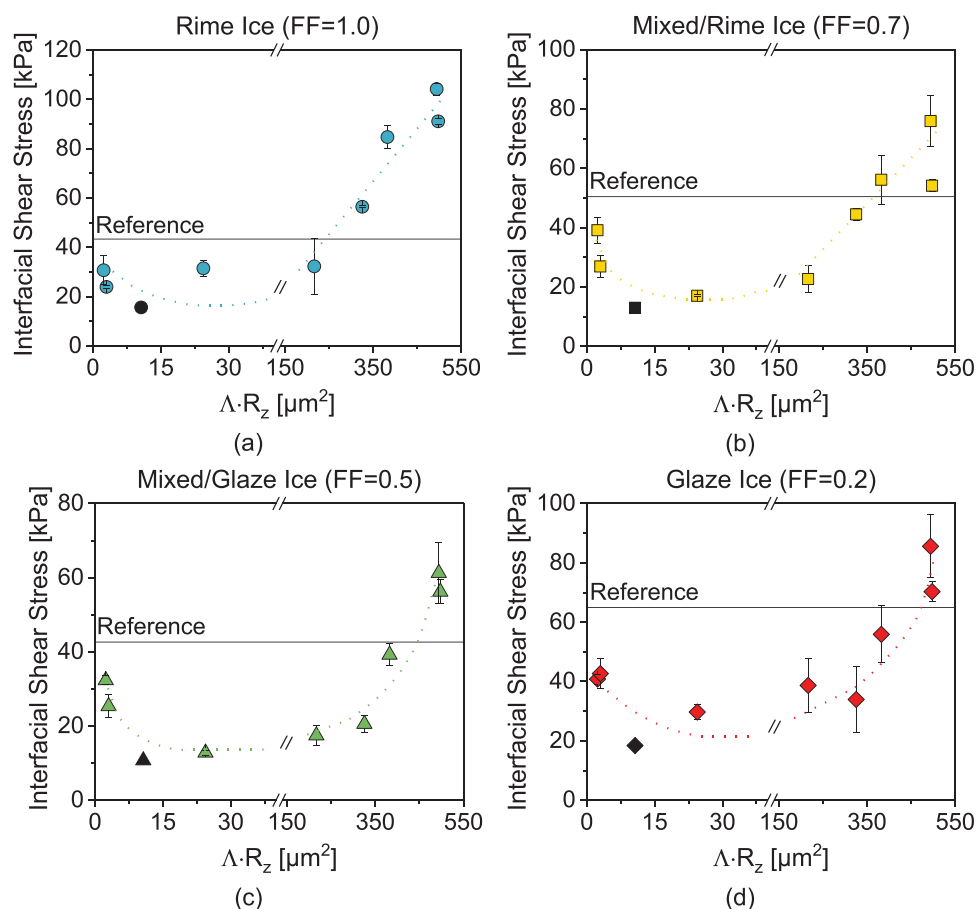 Rime Ice (FF=1.0)
Interfacial Shear Stress [kPa]
120
100
80
60
40
20
0
Reference
0 15 30 150 350 550
Λ·Rz [µm²]
(a)
Mixed/Rime Ice (FF=0.7)
Interfacial Shear Stress [kPa]
100
80
60
40
20
0
Reference
0 15 30 150 350 550
Λ·Rz [µm²]
(b)
Mixed/Glaze Ice (FF=0.5)
Interfacial Shear Stress [kPa]
80
60
40
20
0
Reference
0 15 30 150 350 550
Λ·Rz [µm²]
(c)
Glaze Ice (FF=0.2)
Interfacial Shear Stress [kPa]
100
80
60
40
20
0
Reference
0 15 30 150 350 550
Λ·Rz [µm²]
(d)